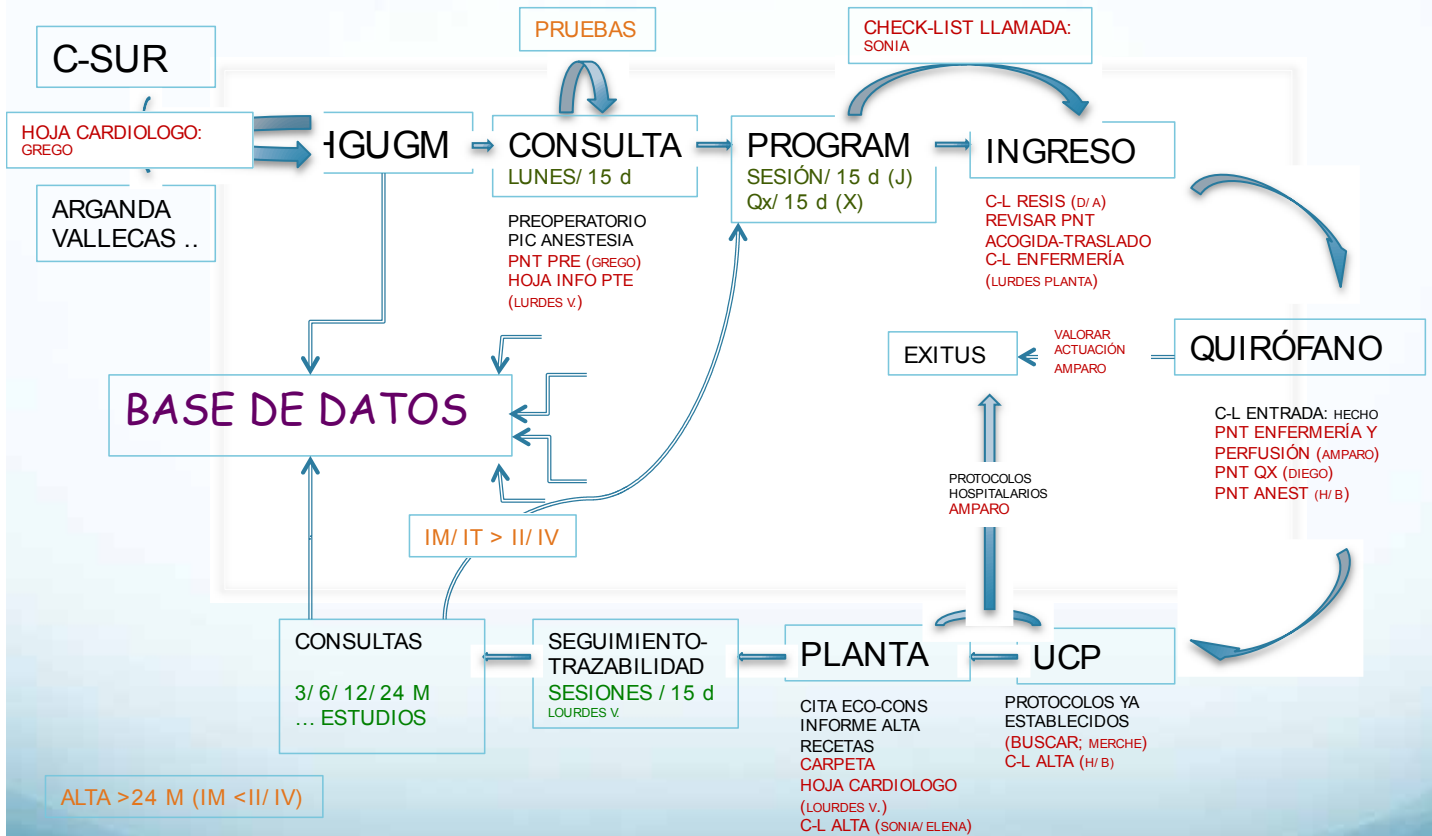 C-SUR
HOJA CARDIOLOGO:
GREGO
ARGANDA
VALLECAS ..
HGUGM
PRUEBAS
CONSULTA
LUNES/ 15 d
PREOPERATORIO
PIC ANESTESIA
PNT PRE (GREGO)
HOJA INFO PTE
(LURDES V.)
CHECK-LIST LLAMADA:
SONIA
PROGRAM
SESIÓN/ 15 d (J)
Qx/ 15 d (X)
INGRESO
C-L RESIS (D/ A)
REVISAR PNT
ACOGIDA-TRASLADO
C-L ENFERMERÍA
(LURDES PLANTA)
EXITUS
VALORAR
ACTUACIÓN
AMPARO
QUIRÓFANO
C-L ENTRADA: HECHO
PNT ENFERMERÍA Y
PERFUSIÓN (AMPARO)
PNT QX (DIEGO)
PNT ANEST (H/ B)
BASE DE DATOS
PROTOCOLOS
HOSPITALARIOS
AMPARO
IM/ IT > II/ IV
CONSULTAS
3/ 6/ 12/ 24 M
... ESTUDIOS
SEGUIMIENTO-
TRAZABILIDAD
SESIONES / 15 d
LOURDES V.
PLANTA
CITA ECO-CONS
INFORME ALTA
RECETAS
CARPETA
HOJA CARDIOLOGO
(LOURDES V.)
C-L ALTA (SONIA/ ELENA)
UCP
PROTOCOLOS YA
ESTABLECIDOS
(BUSCAR; MERCHE)
C-L ALTA (H/ B)
ALTA >24 M (IM <II/ IV)